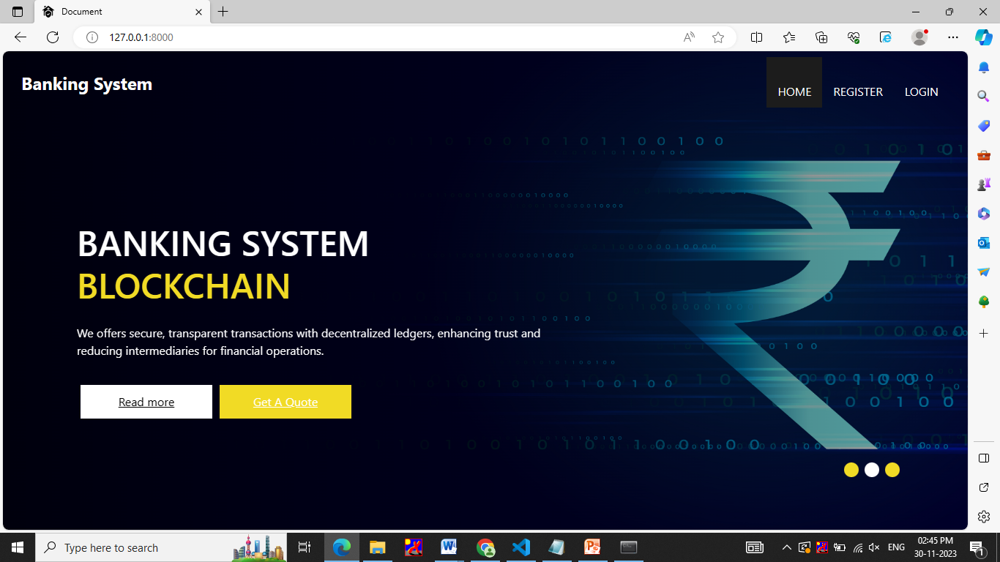 Document
127.0.0.1:8000
Banking System
HOME REGISTER LOGIN
BANKING SYSTEM
BLOCKCHAIN
We offers secure, transparent transactions with decentralized ledgers, enhancing trust and
reducing intermediaries for financial operations.
Read more Get A Quote
Type here to search
ENG
02:45 PM
30-11-2023
1